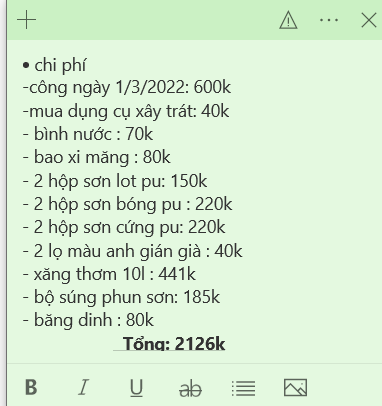 • chi phí
-công ngày 1/3/2022: 600k
-mua dụng cụ xây trát: 40k
- bình nước : 70k
- bao xi măng : 80k
- 2 hộp sơn lot pu: 150k
- 2 hộp sơn bóng pu : 220k
- 2 hộp sơn cứng pu: 220k
- 2 lọ màu anh gián già : 40k
- xăng thơm 10l : 441k
- bộ súng phun sơn: 185k
- băng dinh : 80k
Tổng: 2126k
B I U ab